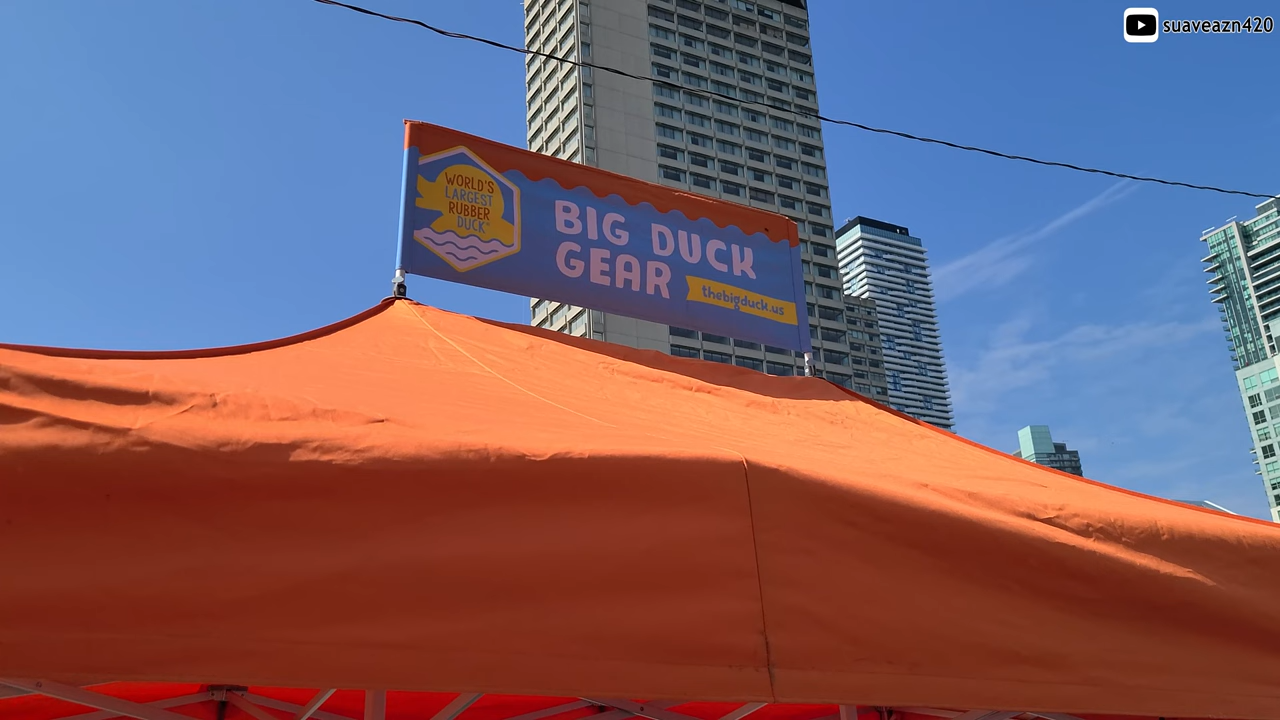 suaveazn420
WORLD'S
LARGEST
RUBBER
DUCK
BIG DUCK
GEAR
thebigduck.us